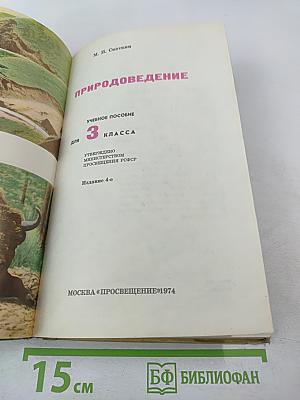 М. Н. Скаткин
ПРИРОДОВЕДЕНИЕ
УЧЕБНОЕ ПОСОБИЕ
ДЛЯ 3 КЛАССА
УТВЕРЖДЕНО
МИНИСТЕРСТВОМ
ПРОСВЕЩЕНИЯ РСФСР
Издание 4-е
МОСКВА «ПРОСВЕЩЕНИЕ» 1974
15 см
БФ БИБЛИОФАН